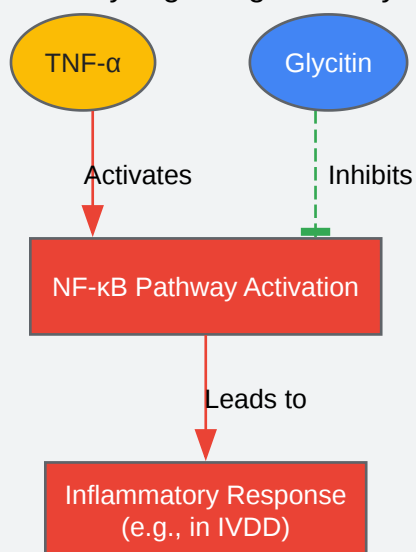 TNF-α
Glycitin
Activates
Inhibits
NF-κB Pathway Activation
Leads to
Inflammatory Response
(e.g., in IVDD)